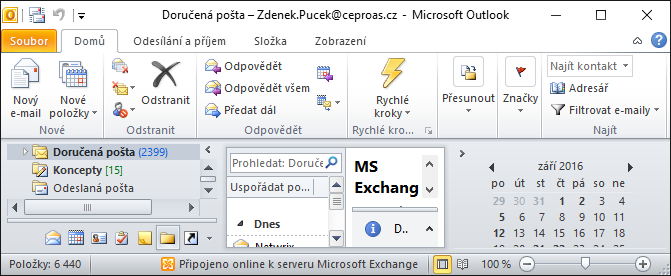 Doručená pošta – Zdenek.Pucek@ceproas.cz – Microsoft Outlook
Soubor Domů Odesílání a příjem Složka Zobrazení
Nový e-mail
Nové položky
Nové
Odstranit
Odstranit
Odpovědět
Odpovědět všem
Předat dál
Odpovědět
Rychlé kroky
Rychlé kro...
Přesunout
Značky
Najít kontakt
Adresář
Filtrovat e-maily
Najít
Doručená pošta (2399)
Koncepty [15]
Odeslaná pošta
Prohledat: Doruče
Uspořádat po...
Dnes
MS
Exchang
D..
září 2016
po út st čt pá so ne
29 30 31 1 2 3 4
5 6 7 8 9 10 11
12 13 14 15 16 17 18
Položky: 6 440
Připojeno online k serveru Microsoft Exchange
100 %